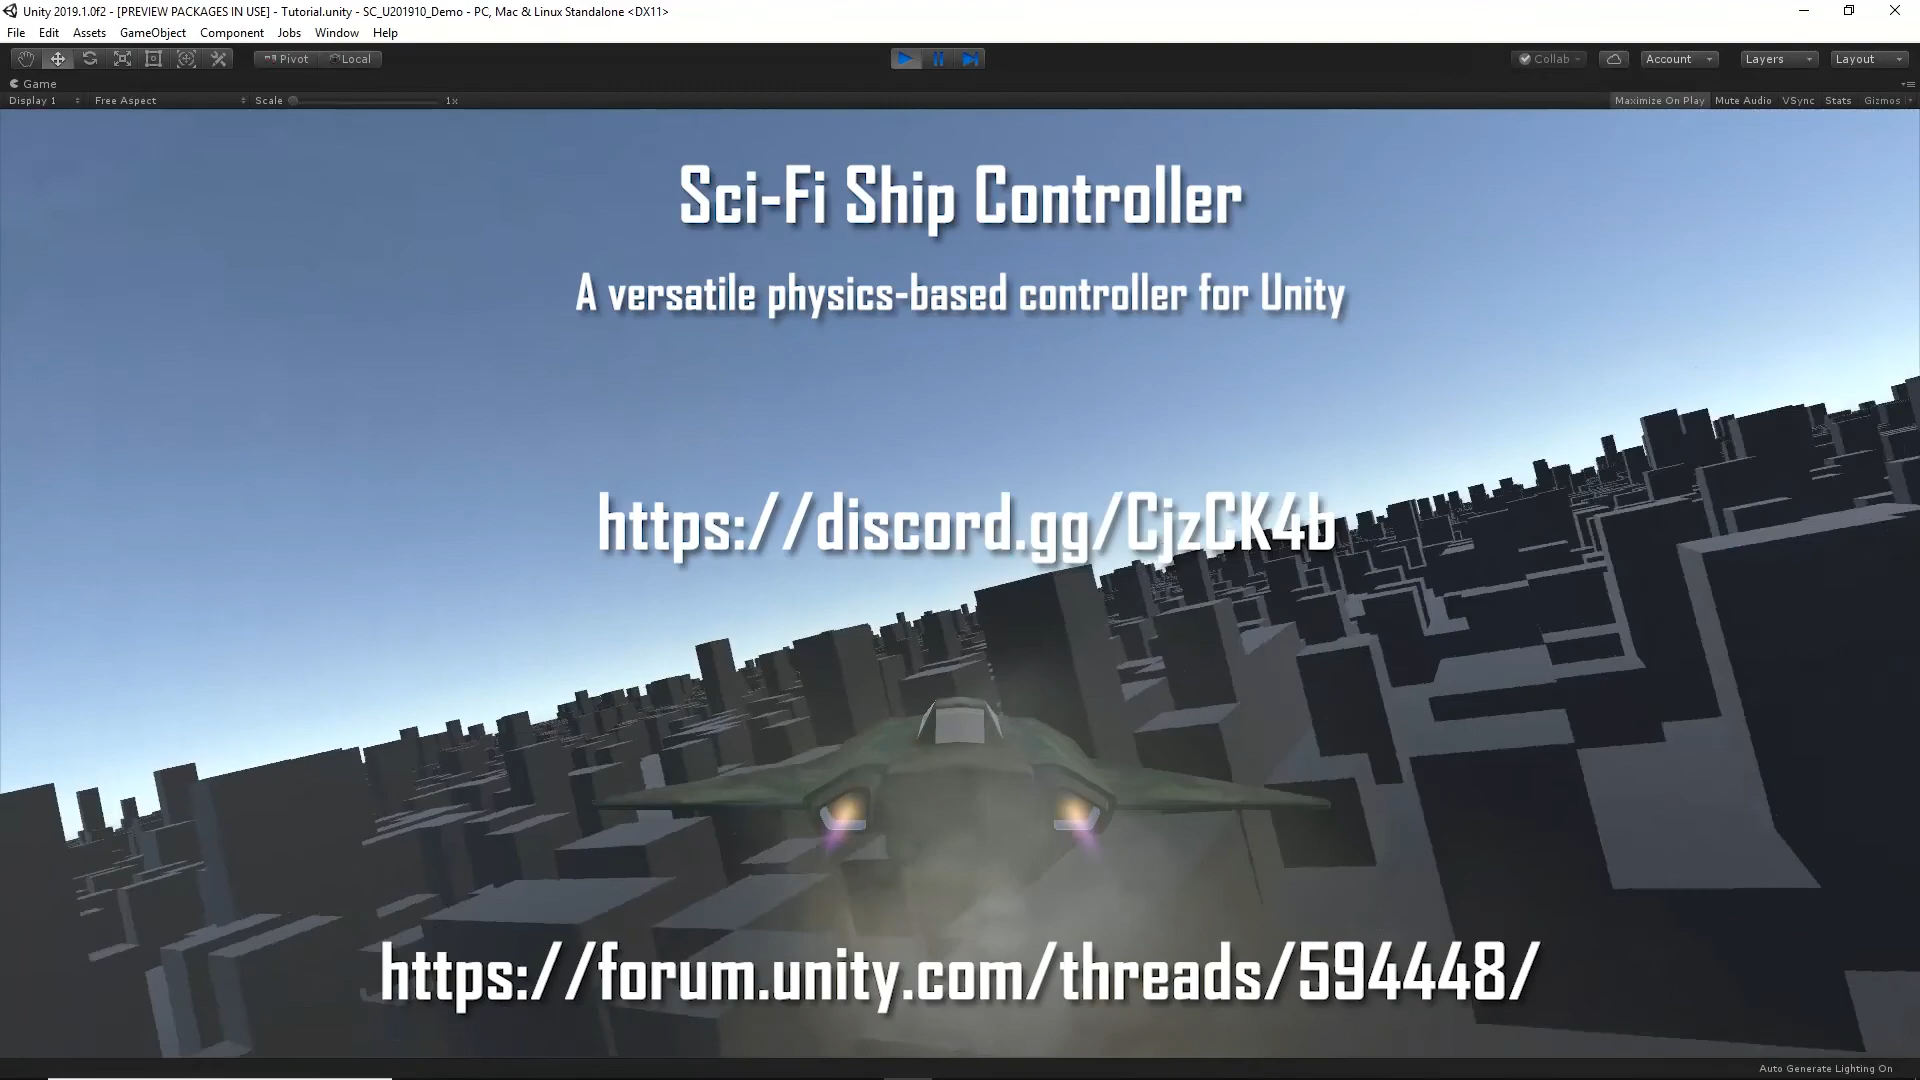 Unity 2019.1.0f2 - [PREVIEW PACKAGES IN USE] - Tutorial.unity - SC_U201910_Demo - PC, Mac & Linux Standalone <DX11>
File Edit Assets GameObject Component Jobs Window Help
Pivot Local Collab Account Layers Layout
Game
Display 1 Free Aspect Scale 1x Maximize On Play Mute Audio VSync Stats Gizmos
Sci-Fi Ship Controller
A versatile physics-based controller for Unity
https://discord.gg/CjzCK4b
https://forum.unity.com/threads/594448/
Auto Generate Lighting On